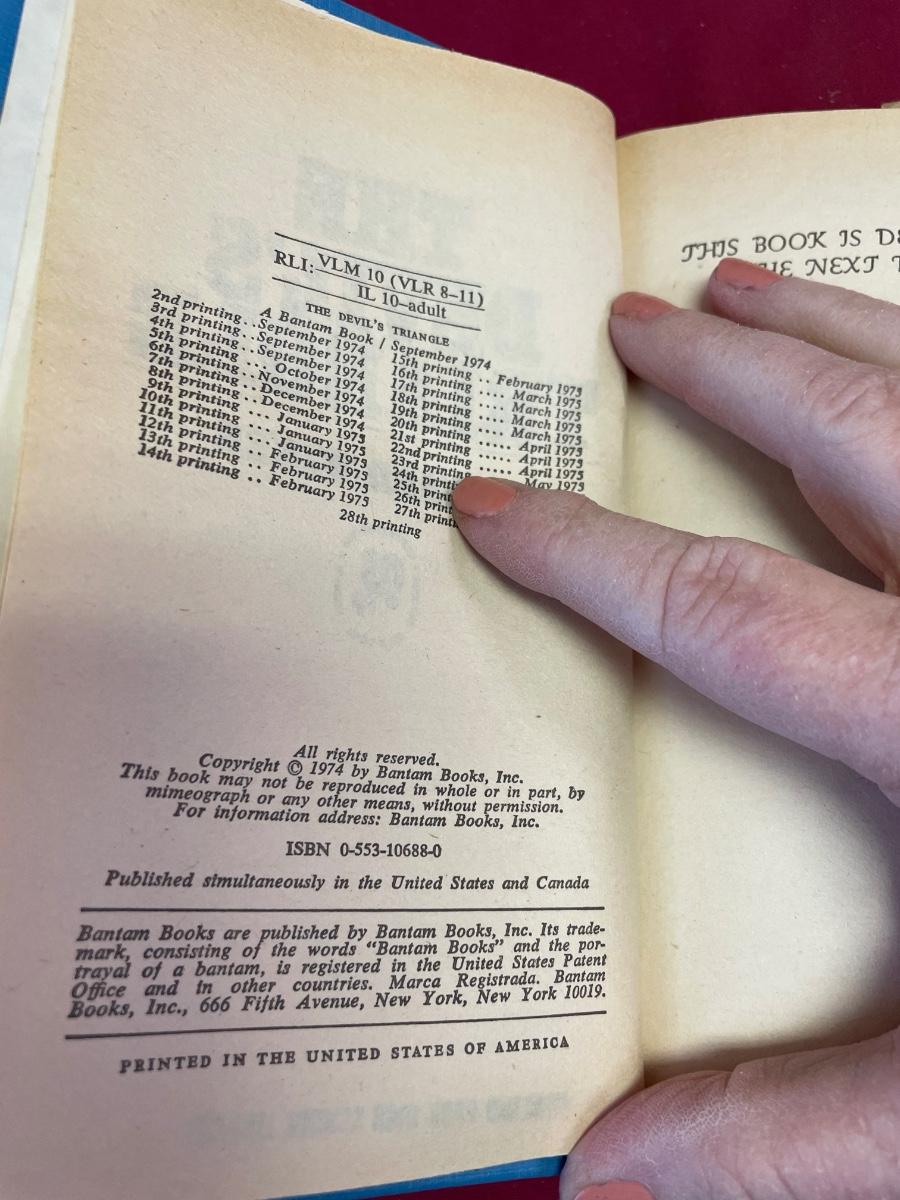 RLI: VLM 10 (VLR 8–11)
IL 10–adult
THE DEVIL'S TRIANGLE
A Bantam Book / September 1974
2nd printing .. September 1974
3rd printing .. September 1974
4th printing .. September 1974
5th printing .... October 1974
6th printing .. November 1974
7th printing .. December 1974
8th printing .. December 1974
9th printing ... January 1975
10th printing ... January 1975
11th printing ... January 1975
12th printing .. February 1975
13th printing .. February 1975
14th printing .. February 1975
15th printing .. February 1975
16th printing .... March 1975
17th printing .... March 1975
18th printing .... March 1975
19th printing .... March 1975
20th printing ..... April 1975
21st printing ..... April 1975
22nd printing ..... April 1975
23rd printing May 1975
24th
25th
26th
27th
28th printing
All rights reserved.
Copyright © 1974 by Bantam Books, Inc.
This book may not be reproduced in whole or in part, by
mimeograph or any other means, without permission.
For information address: Bantam Books, Inc.
ISBN 0-553-10688-0
Published simultaneously in the United States and Canada
Bantam Books are published by Bantam Books, Inc. Its trade-
mark, consisting of the words "Bantam Books" and the por-
trayal of a bantam, is registered in the United States Patent
Office and in other countries. Marca Registrada. Bantam
Books, Inc., 666 Fifth Avenue, New York, New York 10019.
PRINTED IN THE UNITED STATES OF AMERICA
THIS BOOK IS
NEXT